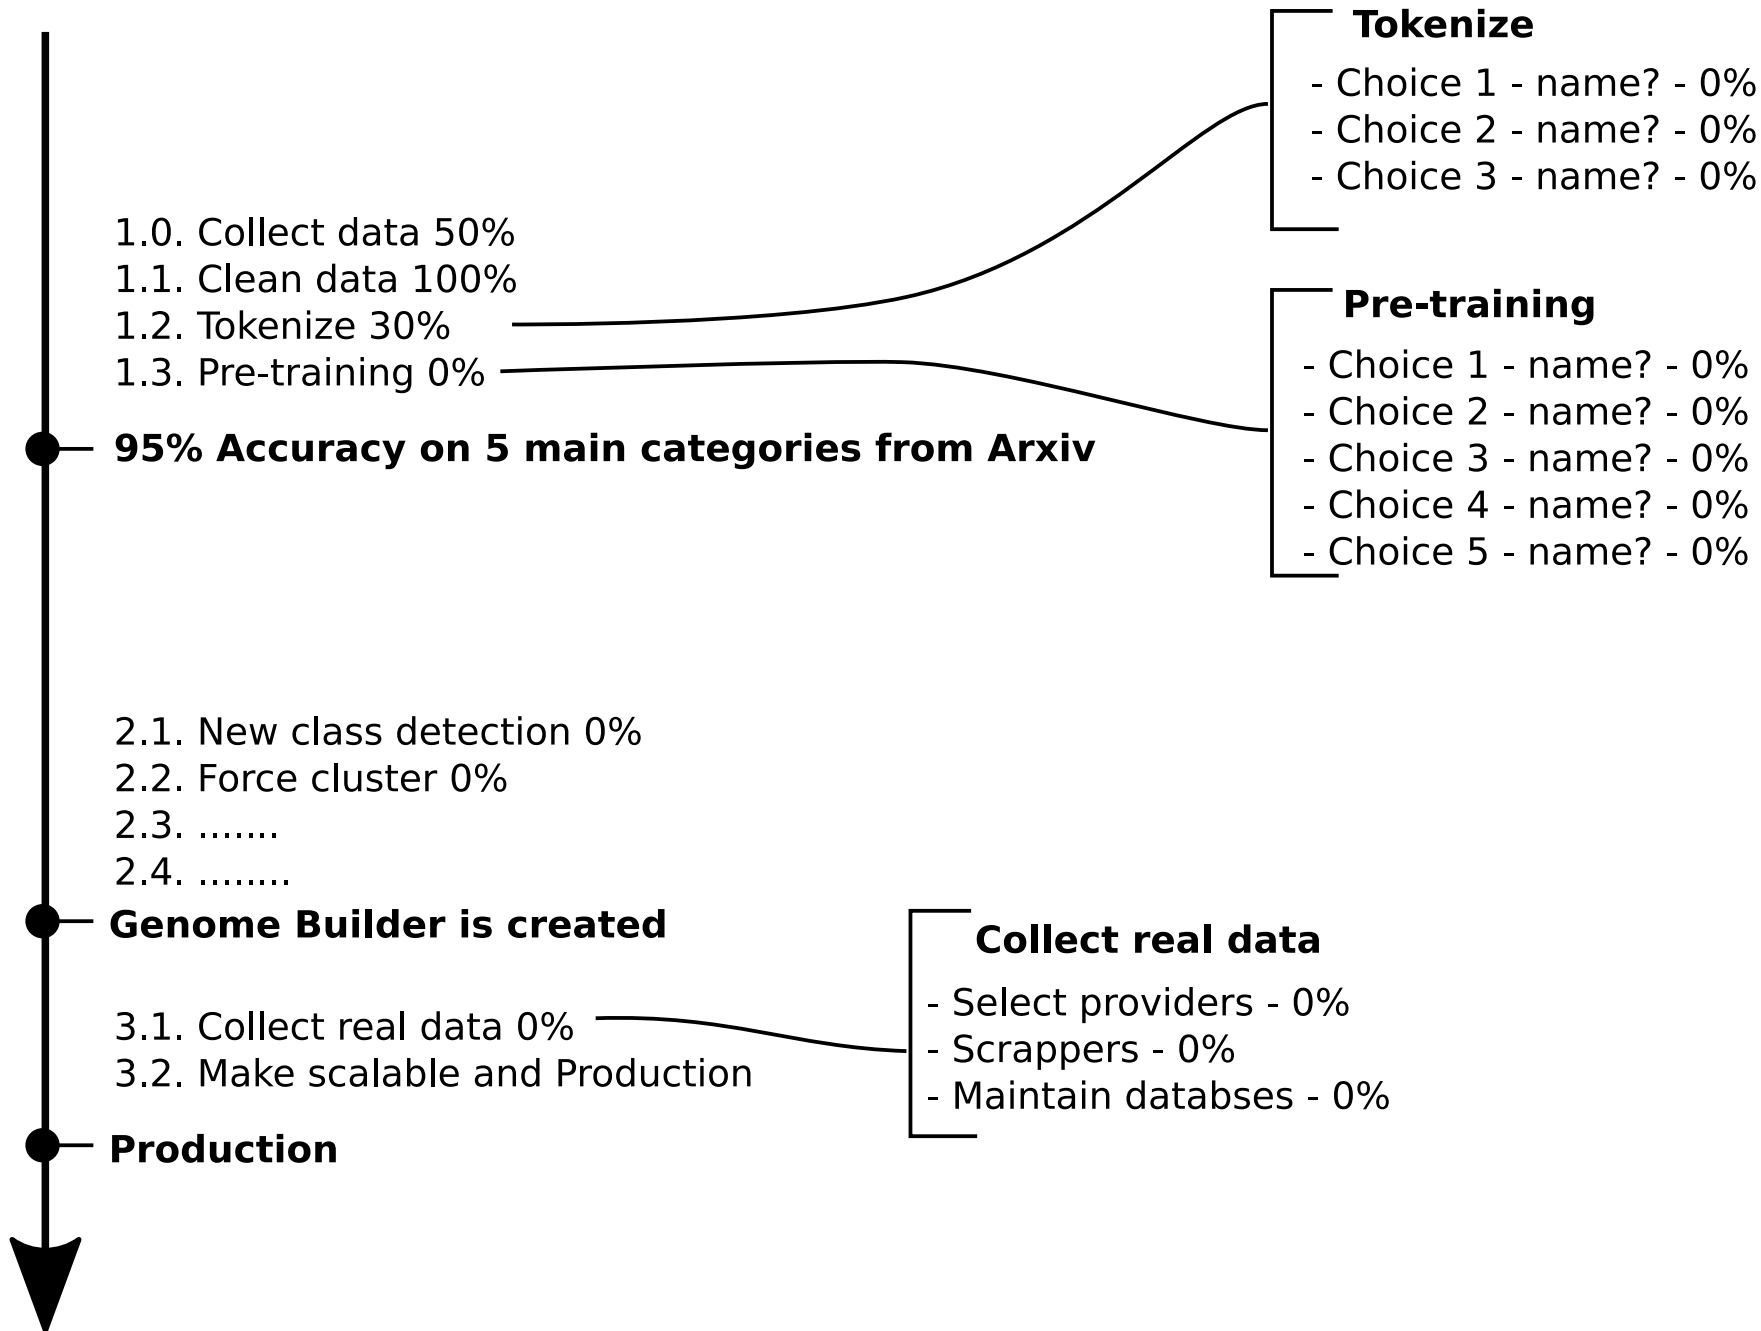 Tokenize
- Choice 1 - name? - 0%
- Choice 2 - name? - 0%
- Choice 3 - name? - 0%
1.0. Collect data 50%
1.1. Clean data 100%
1.2. Tokenize 30%
1.3. Pre-training 0%
95% Accuracy on 5 main categories from Arxiv
Pre-training
- Choice 1 - name? - 0%
- Choice 2 - name? - 0%
- Choice 3 - name? - 0%
- Choice 4 - name? - 0%
- Choice 5 - name? - 0%
2.1. New class detection 0%
2.2. Force cluster 0%
2.3. .......
2.4. ........
Genome Builder is created
3.1. Collect real data 0%
3.2. Make scalable and Production
Collect real data
- Select providers - 0%
- Scrappers - 0%
- Maintain databses - 0%
Production